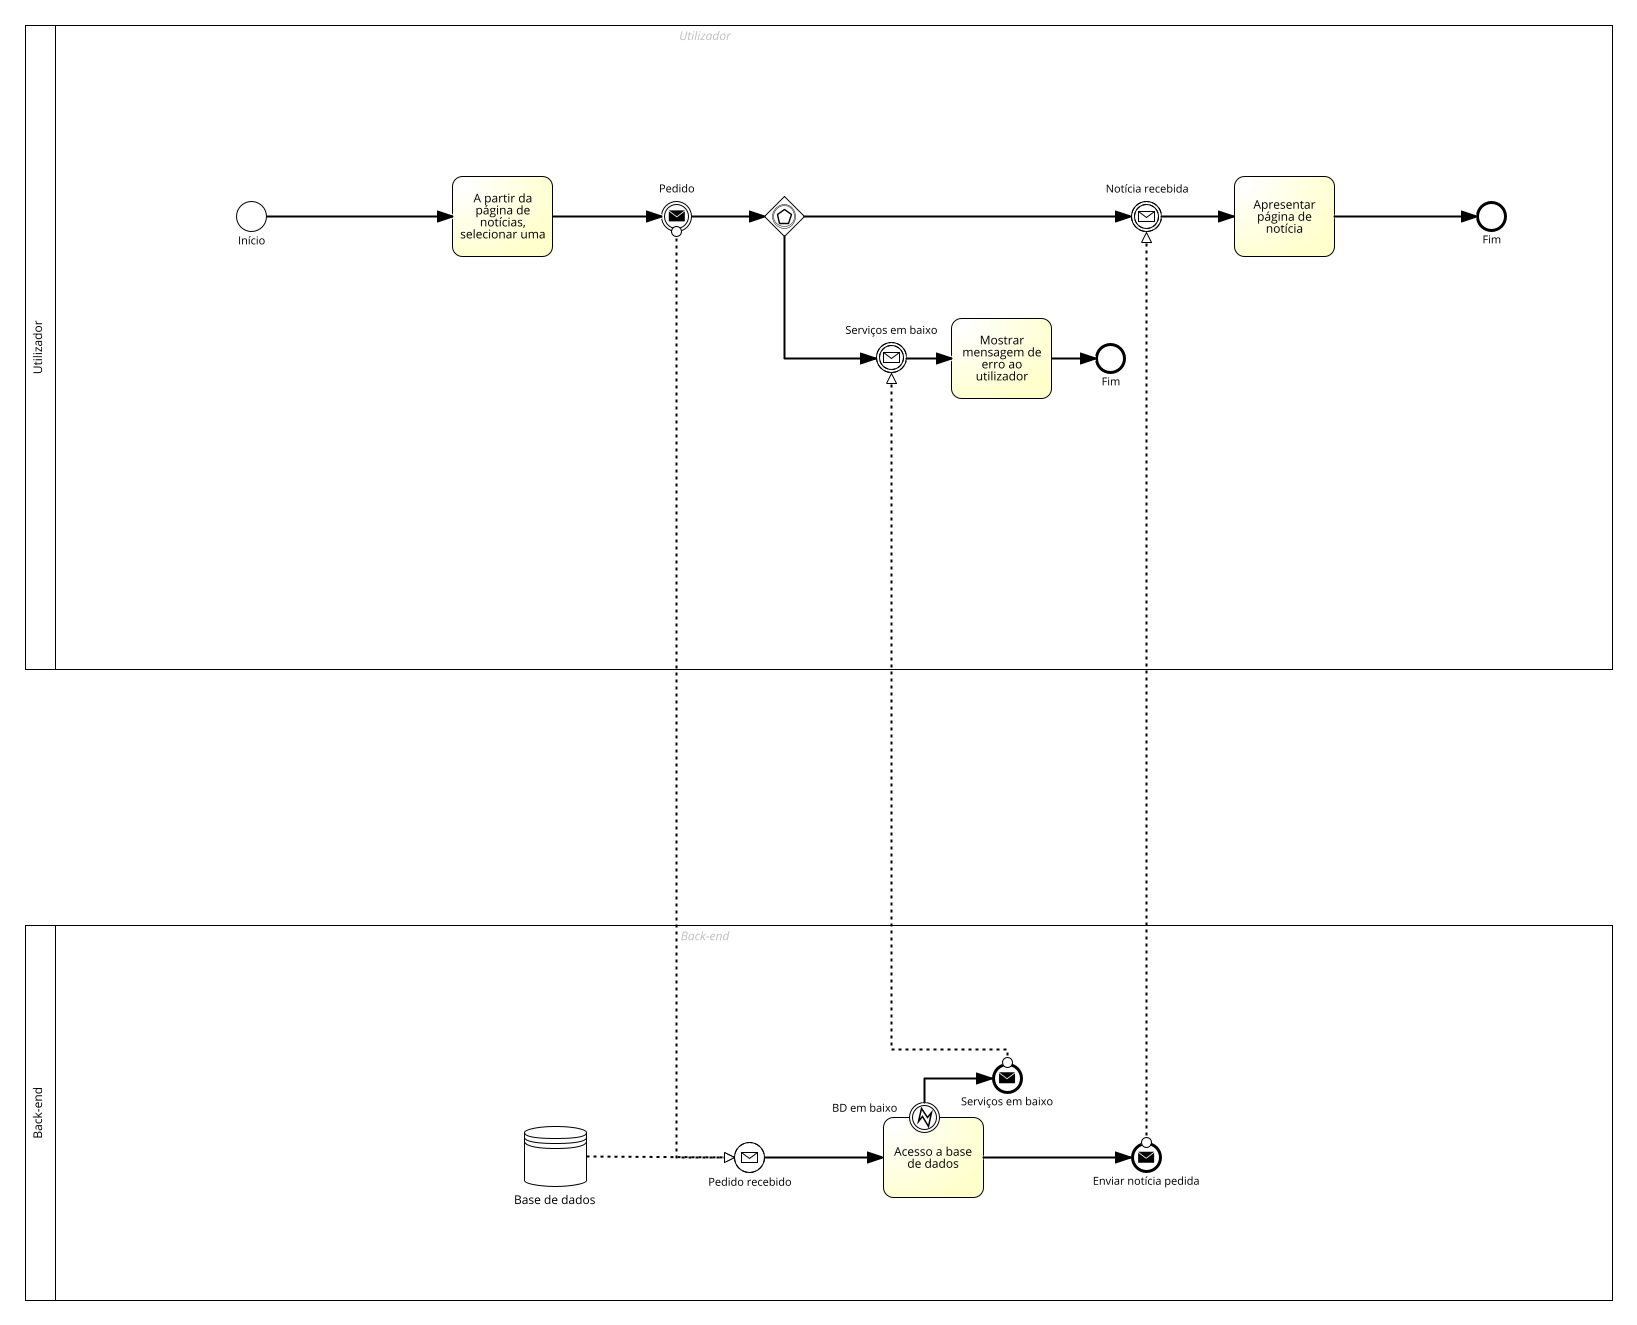 Utilizador
Utilizador
A partir da
página de
notícias,
selecionar uma
Pedido
Notícia recebida
Apresentar
página de
notícia
Início
Fim
Serviços em baixo
Mostrar
mensagem de
erro ao
utilizador
Fim
Back-end
Back-end
Serviços em baixo
BD em baixo
Acesso a base
de dados
Base de dados
Pedido recebido
Enviar notícia pedida